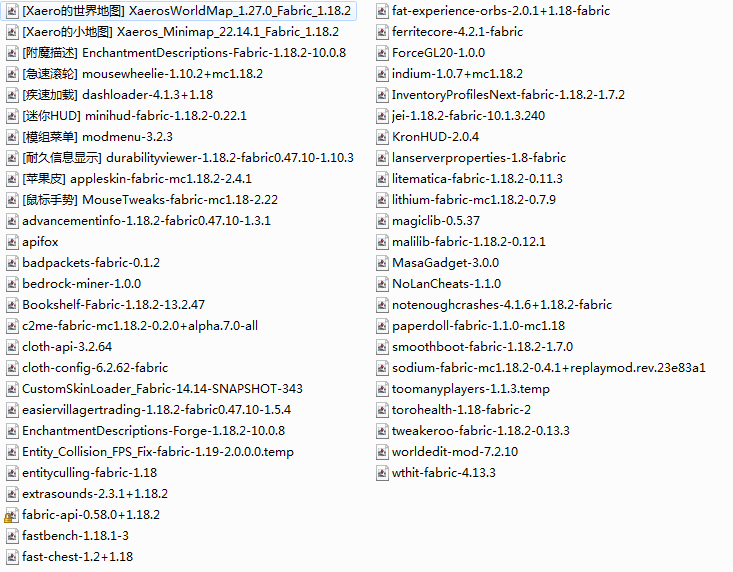 [Xaero的世界地图] XaerosWorldMap_1.27.0_Fabric_1.18.2
[Xaero的小地图] Xaeros_Minimap_22.14.1_Fabric_1.18.2
[附魔描述] EnchantmentDescriptions-Fabric-1.18.2-10.0.8
[急速滚轮] mousewheelie-1.10.2+mc1.18.2
[疾速加载] dashloader-4.1.3+1.18
[迷你HUD] minihud-fabric-1.18.2-0.22.1
[模组菜单] modmenu-3.2.3
[耐久信息显示] durabilityviewer-1.18.2-fabric0.47.10-1.10.3
[苹果皮] appleskin-fabric-mc1.18.2-2.4.1
[鼠标手势] MouseTweaks-fabric-mc1.18-2.22
advancementinfo-1.18.2-fabric0.47.10-1.3.1
apifox
badpackets-fabric-0.1.2
bedrock-miner-1.0.0
Bookshelf-Fabric-1.18.2-13.2.47
c2me-fabric-mc1.18.2-0.2.0+alpha.7.0-all
cloth-api-3.2.64
cloth-config-6.2.62-fabric
CustomSkinLoader_Fabric-14.14-SNAPSHOT-343
easiervillagertrading-1.18.2-fabric0.47.10-1.5.4
EnchantmentDescriptions-Forge-1.18.2-10.0.8
Entity_Collision_FPS_Fix-fabric-1.19-2.0.0.0.temp
entityculling-fabric-1.18
extrasounds-2.3.1+1.18.2
fabric-api-0.58.0+1.18.2
fastbench-1.18.1-3
fast-chest-1.2+1.18
fat-experience-orbs-2.0.1+1.18-fabric
ferritecore-4.2.1-fabric
ForceGL20-1.0.0
indium-1.0.7+mc1.18.2
InventoryProfilesNext-fabric-1.18.2-1.7.2
jei-1.18.2-fabric-10.1.3.240
KronHUD-2.0.4
lanserverproperties-1.8-fabric
litematica-fabric-1.18.2-0.11.3
lithium-fabric-mc1.18.2-0.7.9
magiclib-0.5.37
malilib-fabric-1.18.2-0.12.1
MasaGadget-3.0.0
NoLanCheats-1.1.0
notenoughcrashes-4.1.6+1.18.2-fabric
paperdoll-fabric-1.1.0-mc1.18
smoothboot-fabric-1.18.2-1.7.0
sodium-fabric-mc1.18.2-0.4.1+replaymod.rev.23e83a1
toomanyplayers-1.1.3.temp
torohealth-1.18-fabric-2
tweakeroo-fabric-1.18.2-0.13.3
worldedit-mod-7.2.10
wthit-fabric-4.13.3